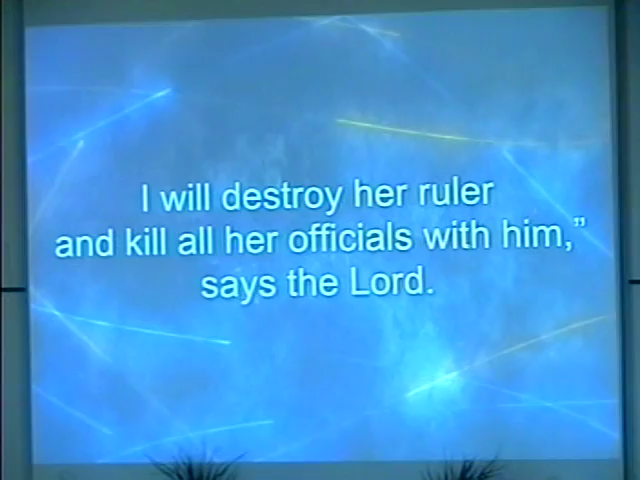 I will destroy her ruler
and kill all her officials with him,”
says the Lord.